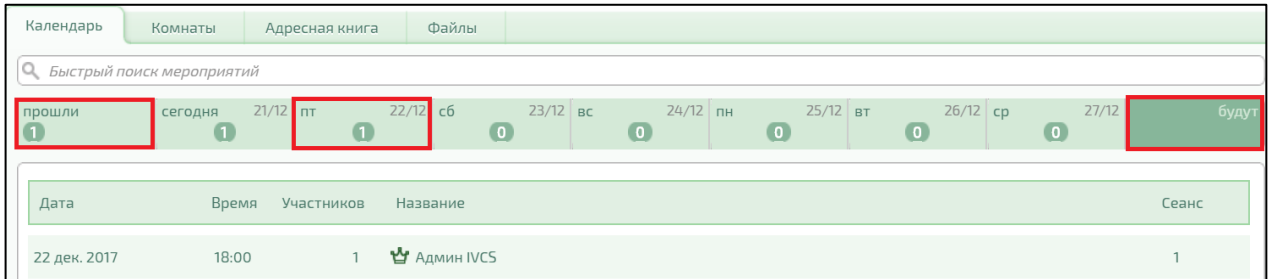 Календарь Комнаты Адресная книга Файлы
Быстрый поиск мероприятий
прошли сегодня 21/12 пт 22/12 сб 23/12 вс 24/12 пн 25/12 вт 26/12 ср 27/12 будут
1 1 1 0 0 0 0 0
Дата Время Участников Название Сеанс
22 дек. 2017 18:00 1 Админ IVCS 1